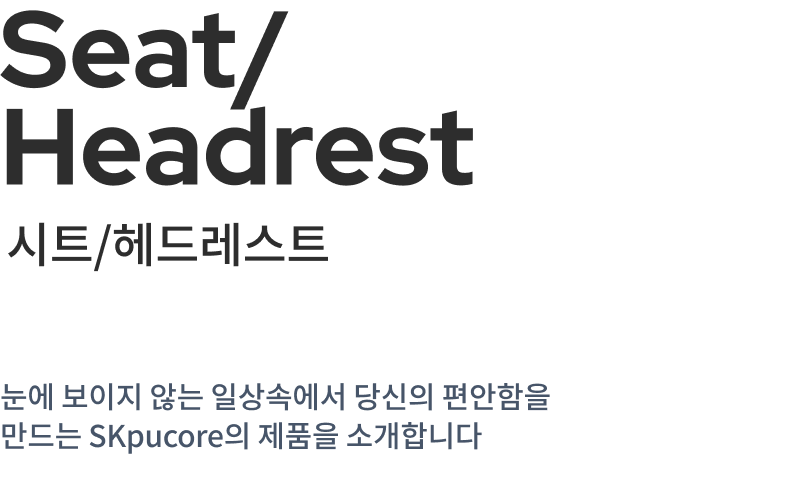 Seat/
Headrest
시트/헤드레스트
눈에 보이지 않는 일상속에서 당신의 편안함을
만드는 SKpucore의 제품을 소개합니다